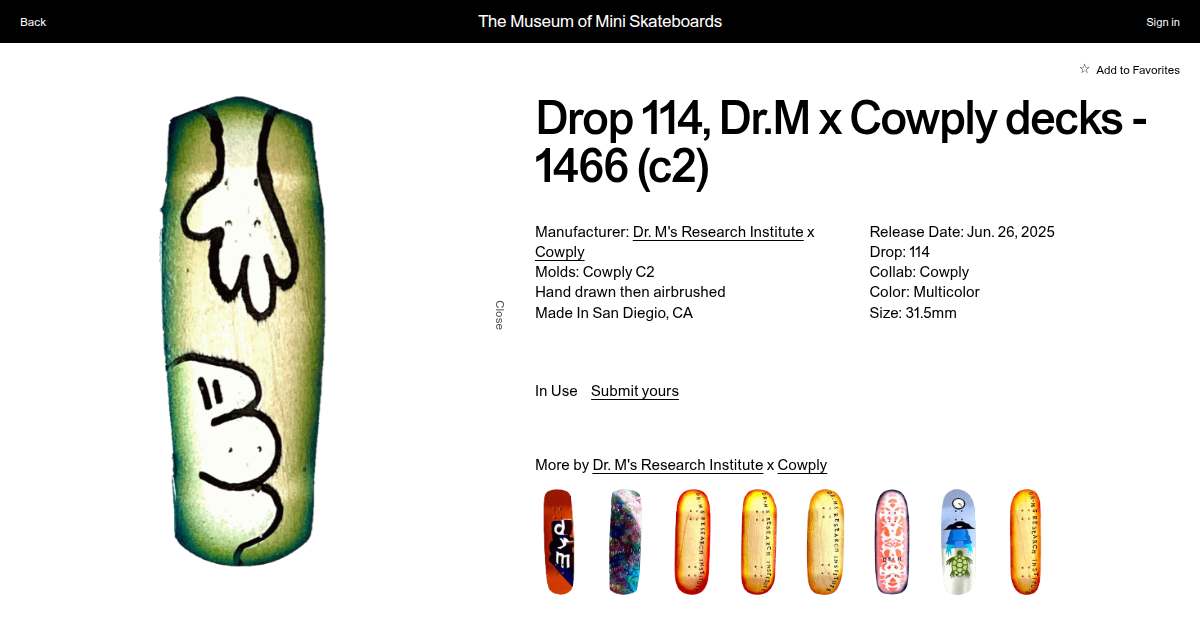 Back
The Museum of Mini Skateboards
Sign in
☆ Add to Favorites
Drop 114, Dr.M x Cowply decks -
1466 (c2)
Manufacturer: Dr. M's Research Institute x
Cowply
Molds: Cowply C2
Hand drawn then airbrushed
Made In San Diegio, CA
Release Date: Jun. 26, 2025
Drop: 114
Collab: Cowply
Color: Multicolor
Size: 31.5mm
Close
In Use Submit yours
More by Dr. M's Research Institute x Cowply